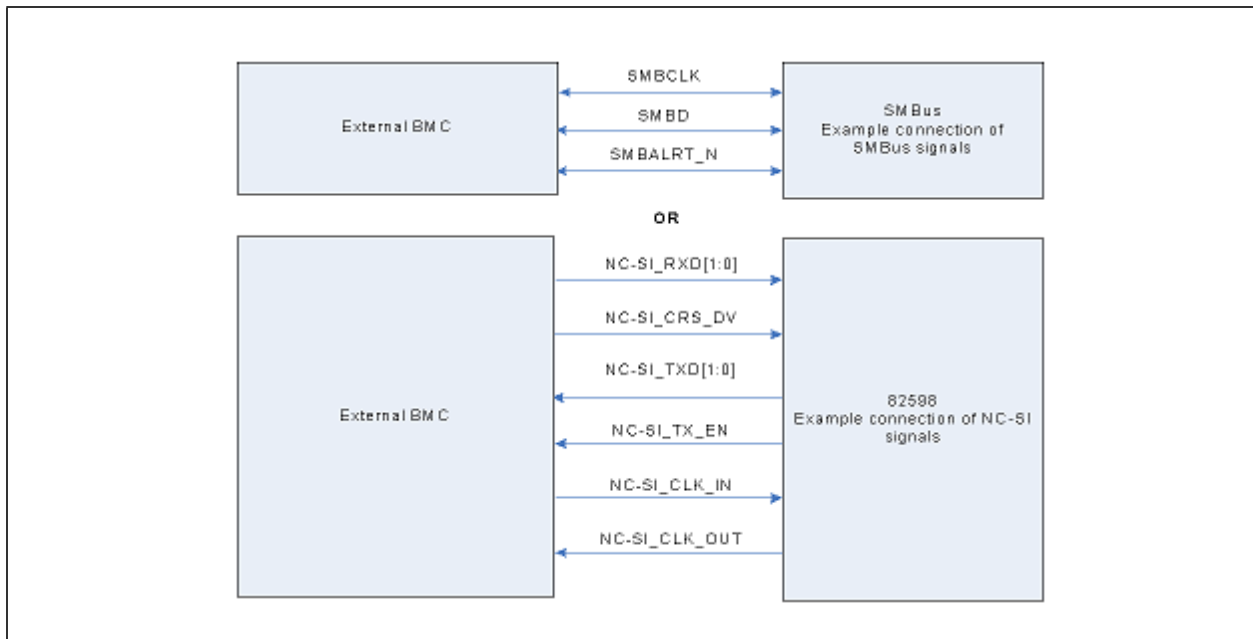 External BMC
SMBCLK
SMBD
SMBALRT_N
SMBus
Example connection of
SMBus signals
OR
External BMC
NC-SI_RXD[1:0]
NC-SI_CRS_DV
NC-SI_TXD[1:0]
NC-SI_TX_EN
NC-SI_CLK_IN
NC-SI_CLK_OUT
82598
Example connection of NC-SI
signals